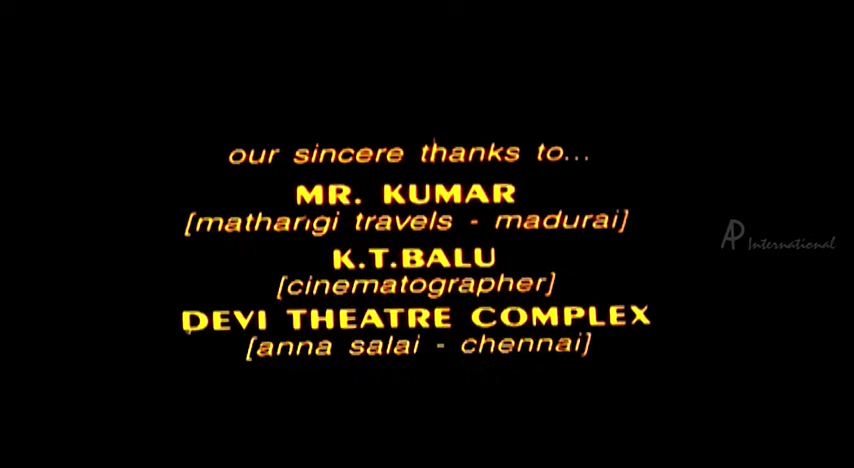 our sincere thanks to...
MR. KUMAR
[mathangi travels - madurai]
K.T.BALU
[cinematographer]
DEVI THEATRE COMPLEX
[anna salai - chennai]
AP International